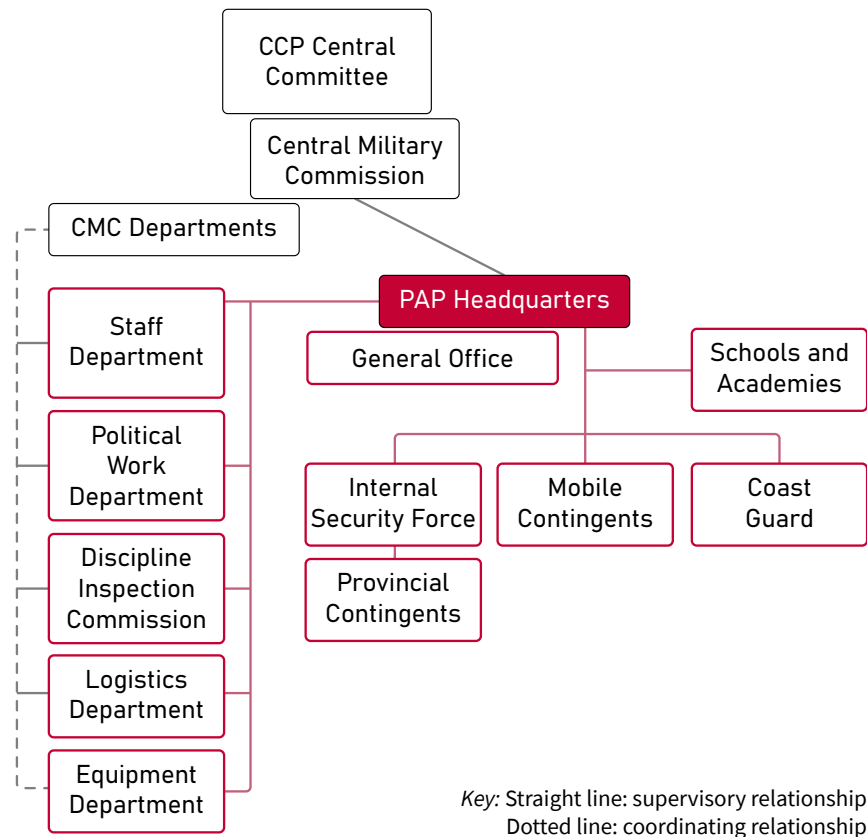 CCP Central
Committee
Central Military
Commission
CMC Departments
PAP Headquarters
Staff
Department
General Office
Schools and
Academies
Political
Work
Department
Internal
Security Force
Mobile
Contingents
Coast
Guard
Discipline
Inspection
Commission
Provincial
Contingents
Logistics
Department
Equipment
Department
Key: Straight line: supervisory relationship
Dotted line: coordinating relationship